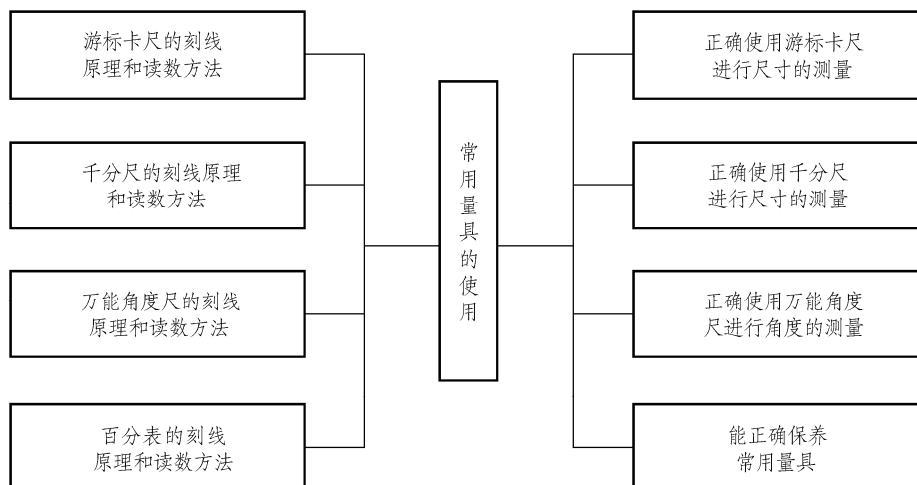 游标卡尺的刻线
原理和读数方法
千分尺的刻线原理
和读数方法
万能角度尺的刻线
原理和读数方法
百分表的刻线
原理和读数方法
常用量具的使用
正确使用游标卡尺
进行尺寸的测量
正确使用千分尺
进行尺寸的测量
正确使用万能角度
尺进行角度的测量
能正确保养
常用量具